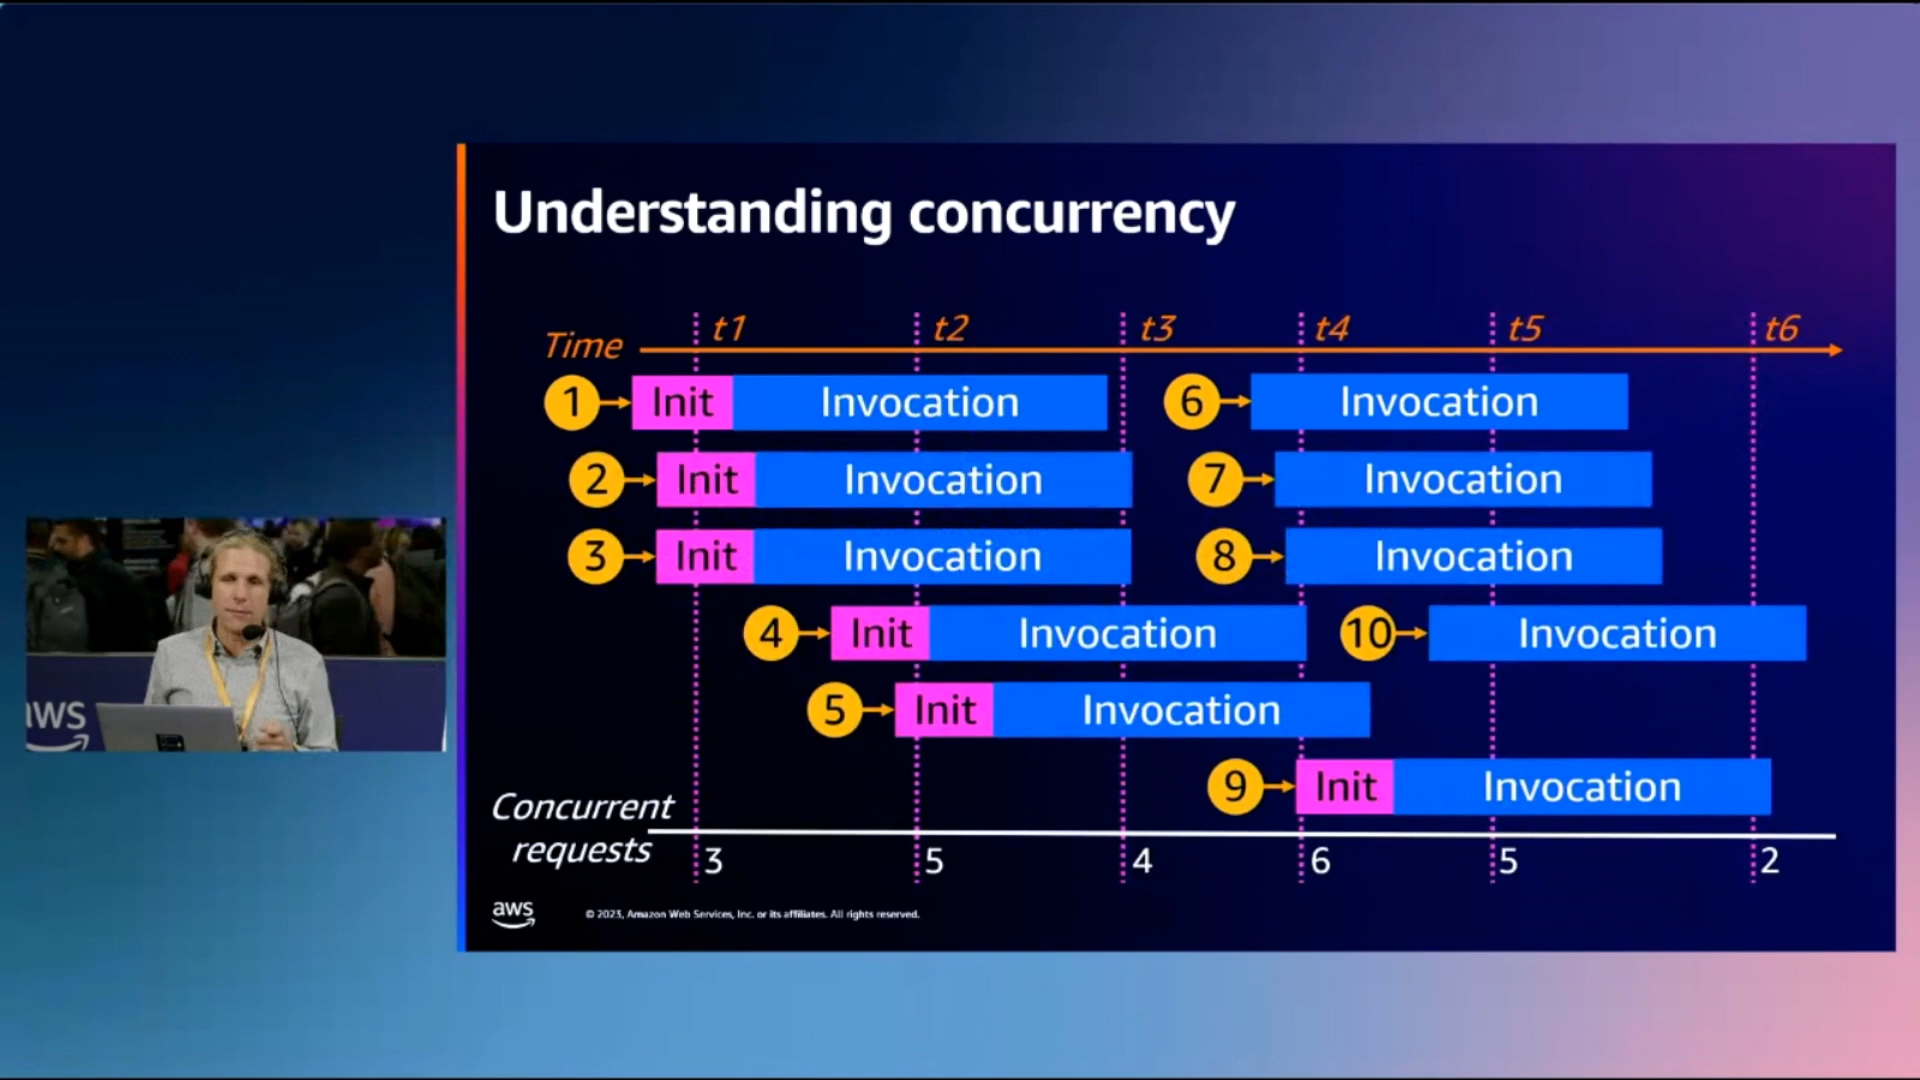 Understanding concurrency
Time t1 t2 t3 t4 t5 t6
1 Init Invocation 6 Invocation
2 Init Invocation 7 Invocation
3 Init Invocation 8 Invocation
4 Init Invocation 10 Invocation
5 Init Invocation
9 Init Invocation
Concurrent
requests 3 5 4 6 5 2
aws © 2023, Amazon Web Services, Inc. or its affiliates. All rights reserved.
aws